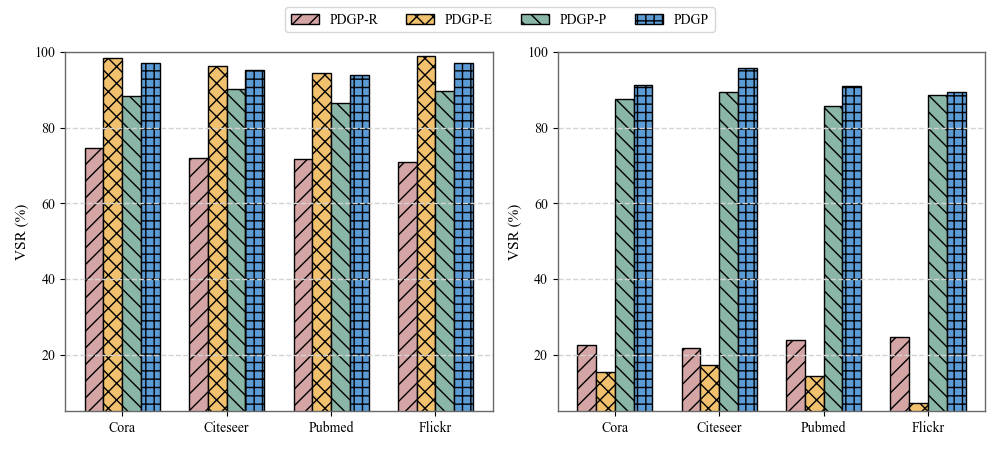 PDGP-R PDGP-E PDGP-P PDGP
VSR (%)
100
80
60
40
20
Cora Citeseer Pubmed Flickr
VSR (%)
100
80
60
40
20
Cora Citeseer Pubmed Flickr